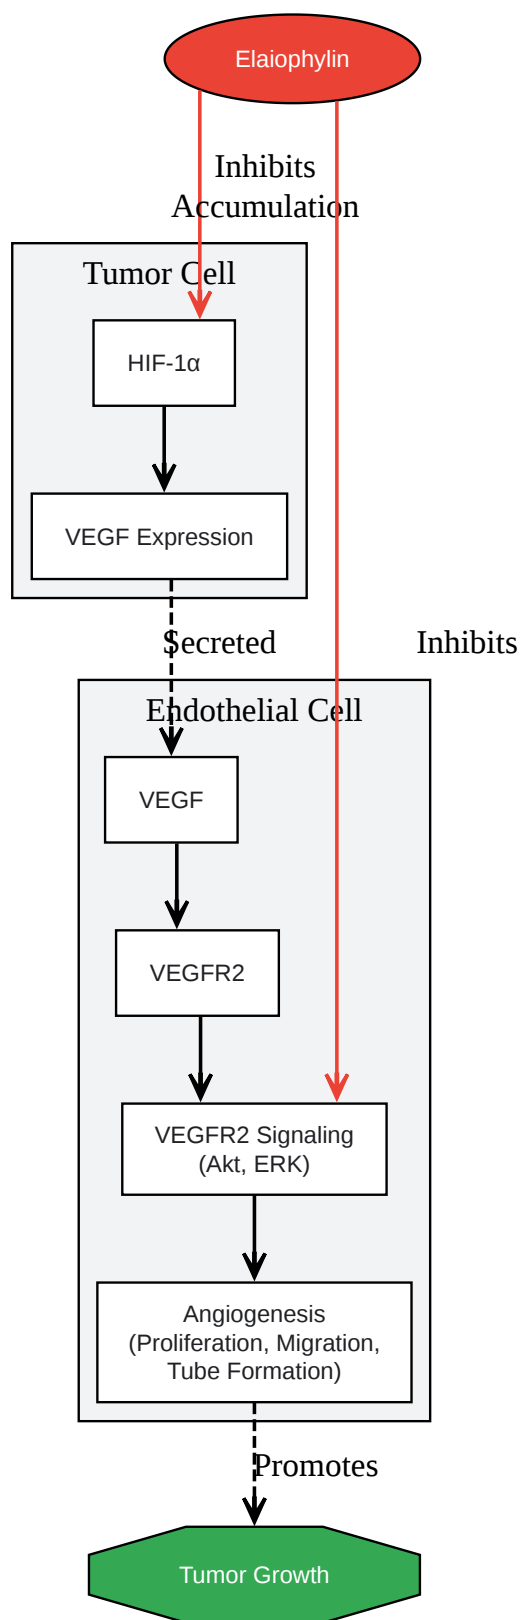 Elaiophylin
Inhibits
Accumulation
Tumor Cell
HIF-1α
VEGF Expression
Secreted
Inhibits
Endothelial Cell
VEGF
VEGFR2
VEGFR2 Signaling
(Akt, ERK)
Angiogenesis
(Proliferation, Migration,
Tube Formation)
Promotes
Tumor Growth